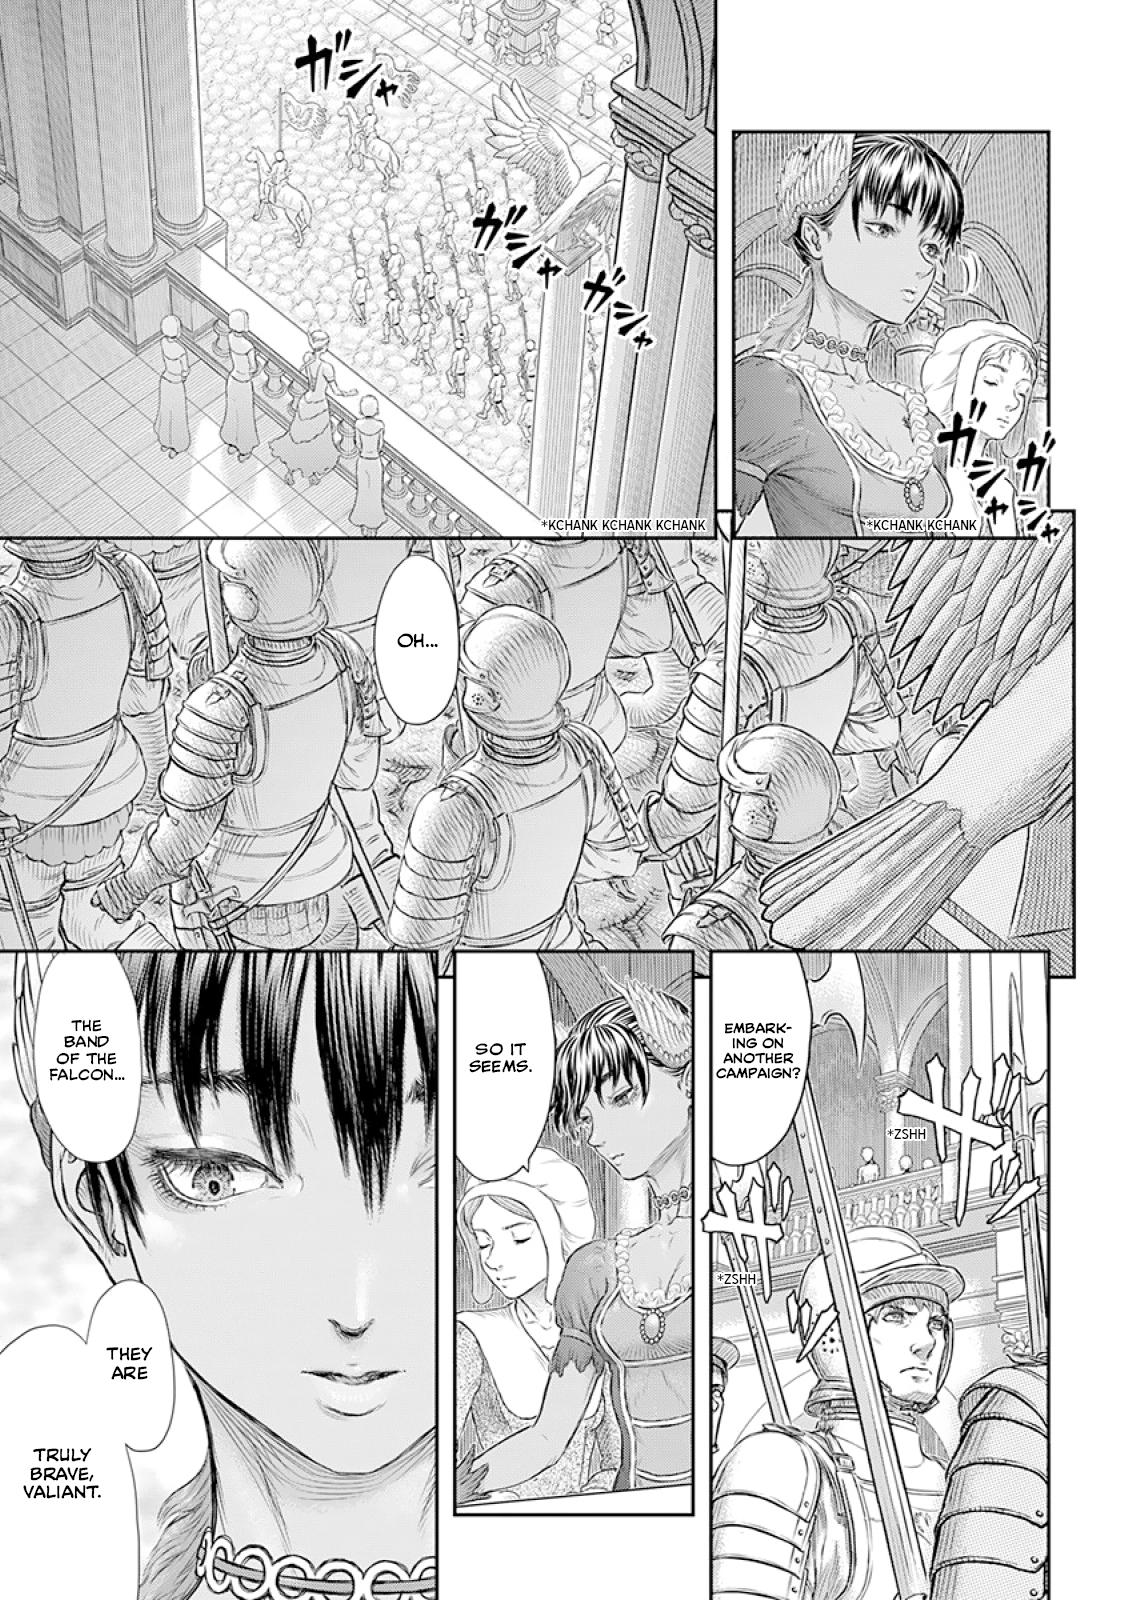 ガシャ
ガシャ
*KCHANK KCHANK
ガシャ
ガシャ
ガシャ
*KCHANK KCHANK KCHANK
OH...
EMBARK-
ING ON
ANOTHER
CAMPAIGN?
*ZSHH
*ZSHH
SO IT
SEEMS.
THE
BAND
OF THE
FALCON...
THEY
ARE
TRULY
BRAVE,
VALIANT.